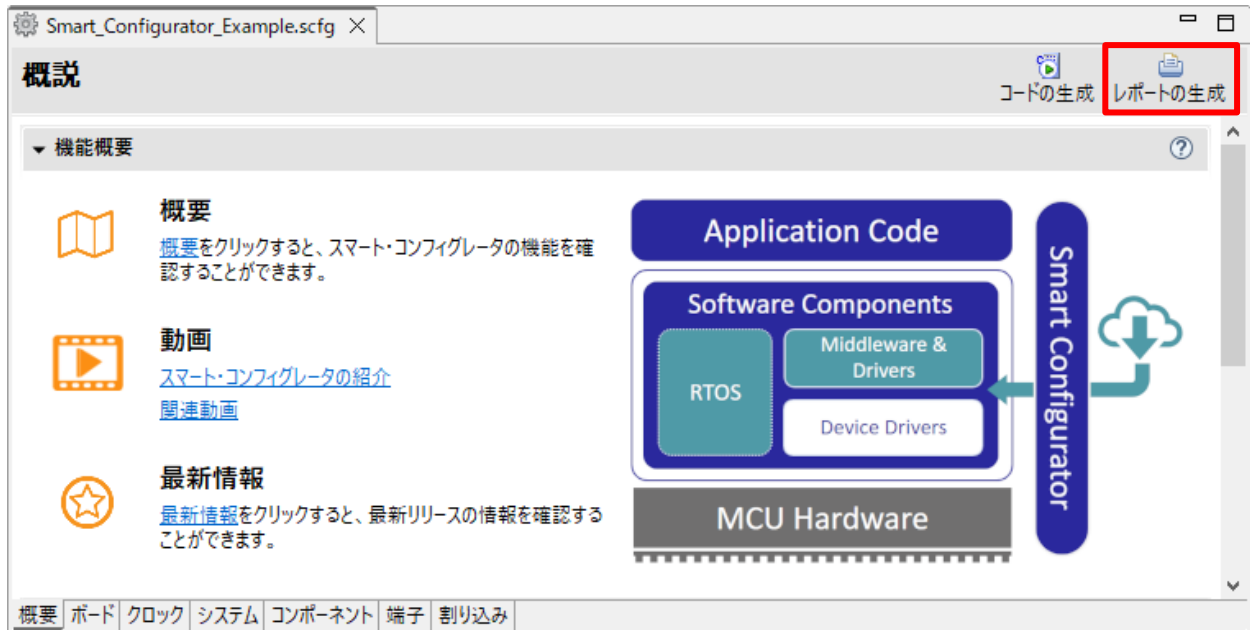 Smart_Configurator_Example.scfg
概説
コードの生成
レポートの生成
機能概要
概要
概要をクリックすると、スマート・コンフィグレータの機能を確
認することができます。
動画
スマート・コンフィグレータの紹介
関連動画
最新情報
最新情報をクリックすると、最新リリースの情報を確認する
ことができます。
Application Code
Software Components
RTOS
Middleware &
Drivers
Device Drivers
MCU Hardware
Smart Configurator
概要 ボード クロック システム コンポーネント 端子 割り込み